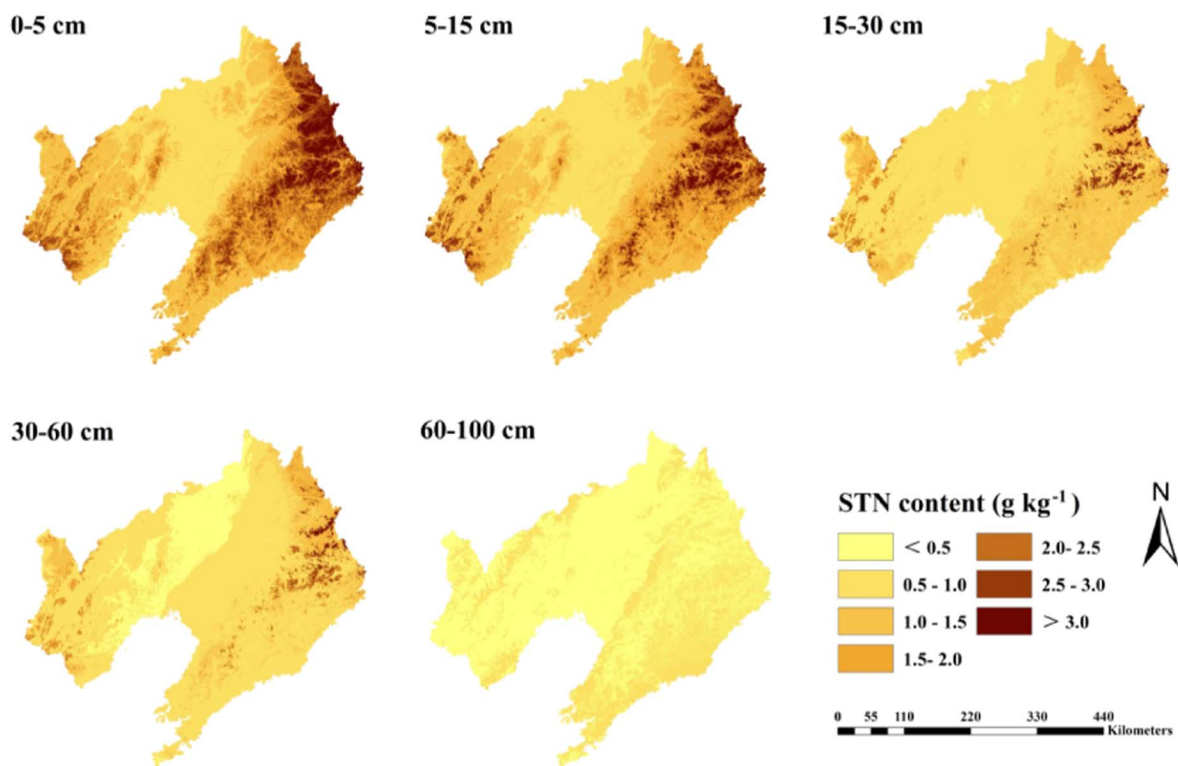 0-5 cm
5-15 cm
15-30 cm
30-60 cm
60-100 cm
STN content (g kg⁻¹)
< 0.5
0.5 - 1.0
1.0 - 1.5
1.5- 2.0
2.0- 2.5
2.5 - 3.0
> 3.0
N
0 55 110 220 330 440
Kilometers